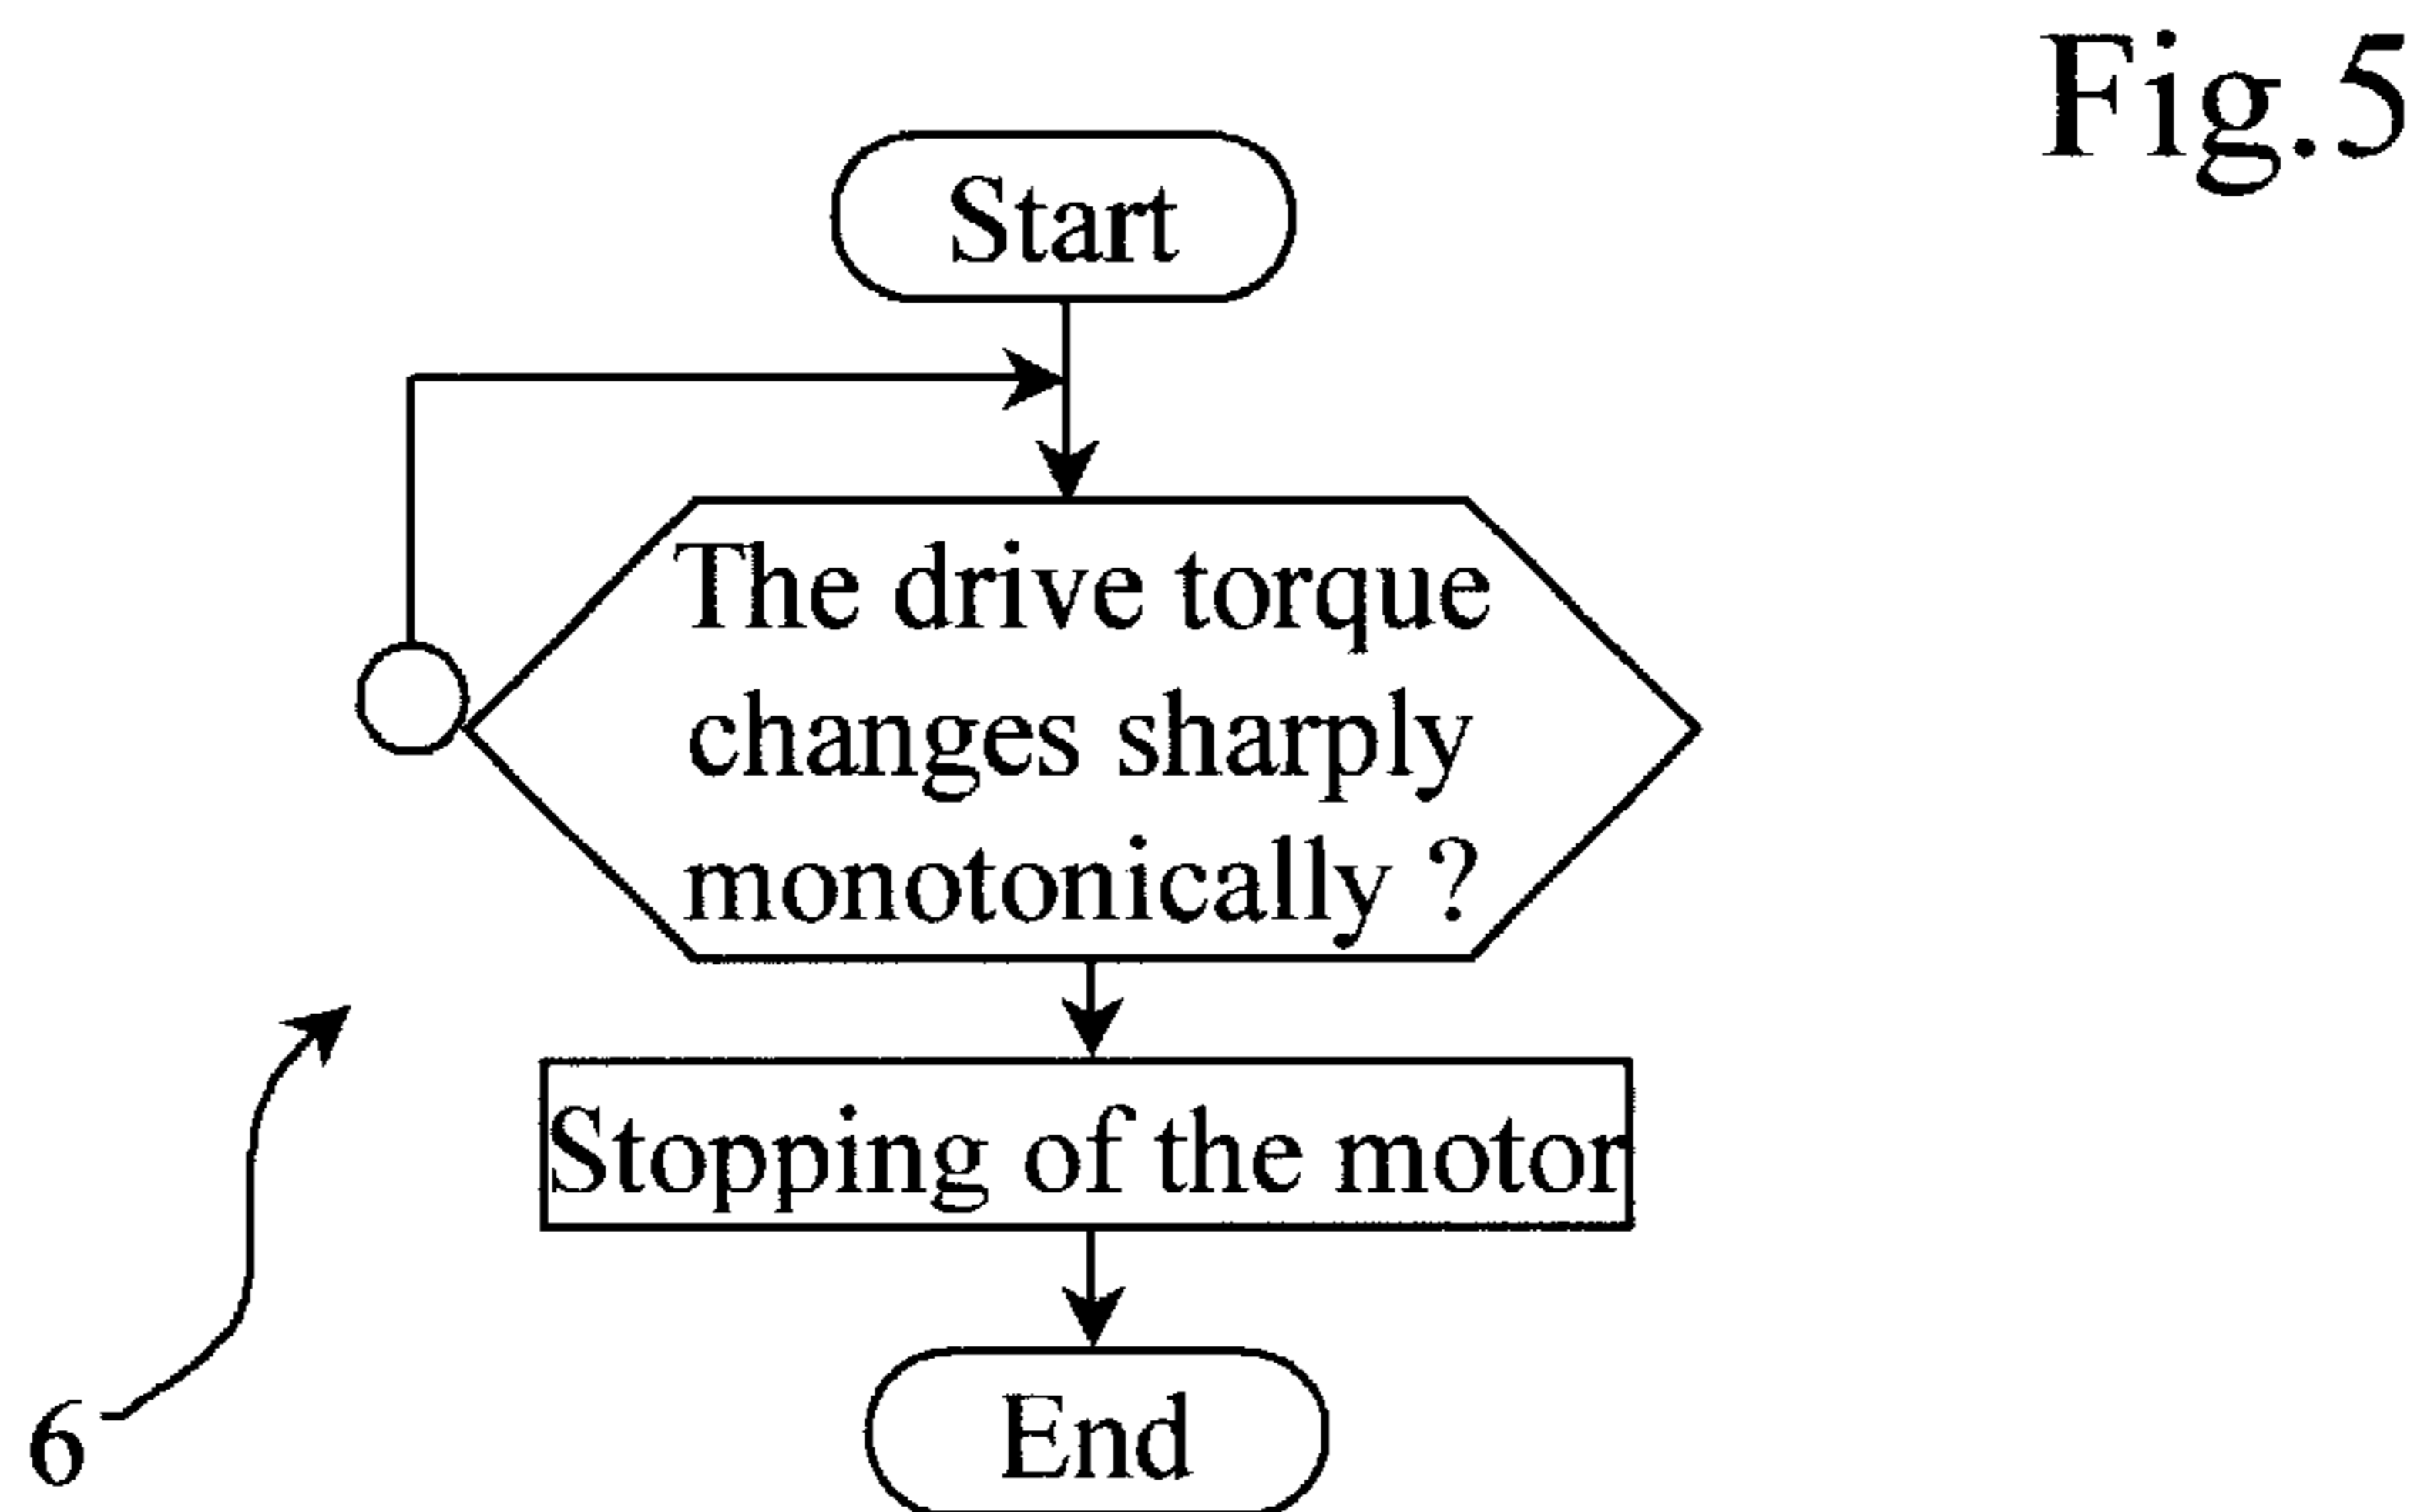 Fig.5
Start
The drive torque
changes sharply
monotonically ?
Stopping of the motor
End
6